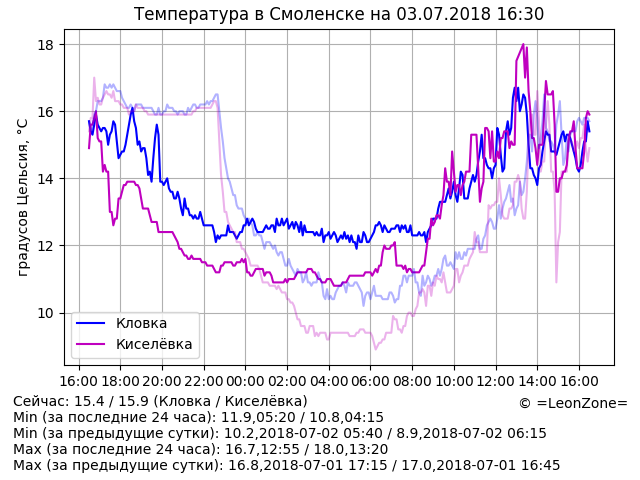 Температура в Смоленске на 03.07.2018 16:30
градусов Цельсия, °C
18
16
14
12
10
Кловка
Киселёвка
16:00 18:00 20:00 22:00 00:00 02:00 04:00 06:00 08:00 10:00 12:00 14:00 16:00
Сейчас: 15.4 / 15.9 (Кловка / Киселёвка)
© =LeonZone=
Min (за последние 24 часа): 11.9,05:20 / 10.8,04:15
Min (за предыдущие сутки): 10.2,2018-07-02 05:40 / 8.9,2018-07-02 06:15
Max (за последние 24 часа): 16.7,12:55 / 18.0,13:20
Max (за предыдущие сутки): 16.8,2018-07-01 17:15 / 17.0,2018-07-01 16:45